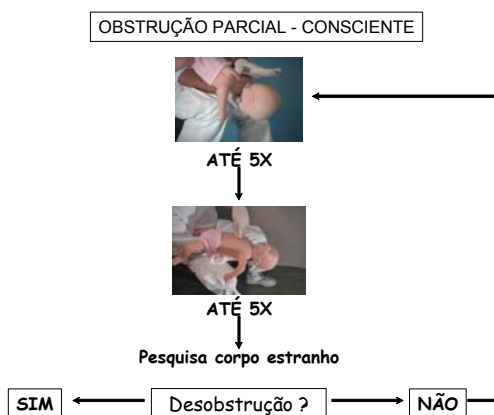 OBSTRUÇÃO PARCIAL - CONSCIENTE
ATÉ 5X
ATÉ 5X
Pesquisa corpo estranho
SIM
Desobstrução ?
NÃO